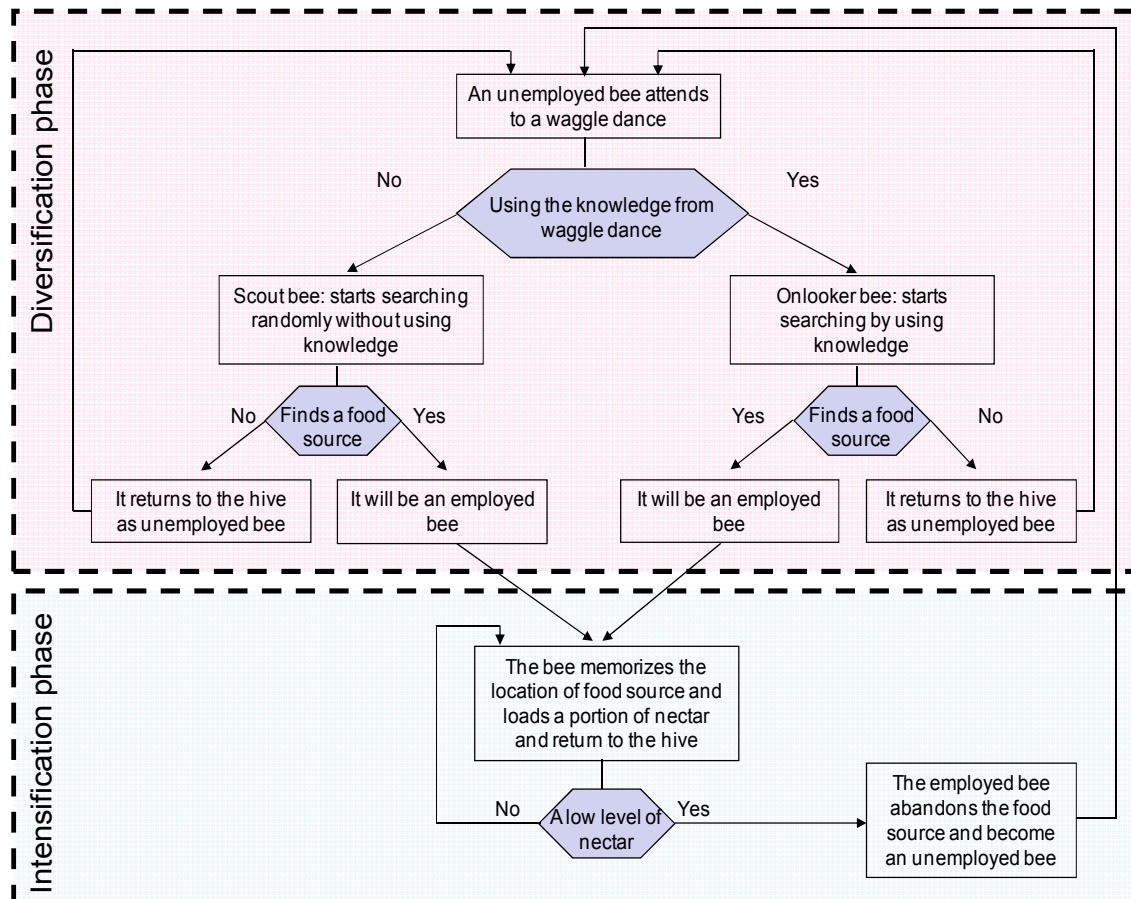 Diversification phase
An unemployed bee attends
to a waggle dance
No
Yes
Using the knowledge from
waggle dance
Scout bee: starts searching
randomly without using
knowledge
Onlooker bee: starts
searching by using
knowledge
No
Finds a food
source
Yes
Yes
Finds a food
source
No
It returns to the hive
as unemployed bee
It will be an employed
bee
It will be an employed
bee
It returns to the hive
as unemployed bee
Intensification phase
The bee memorizes the
location of food source and
loads a portion of nectar
and return to the hive
No
A low level of
nectar
Yes
The employed bee
abandons the food
source and become
an unemployed bee